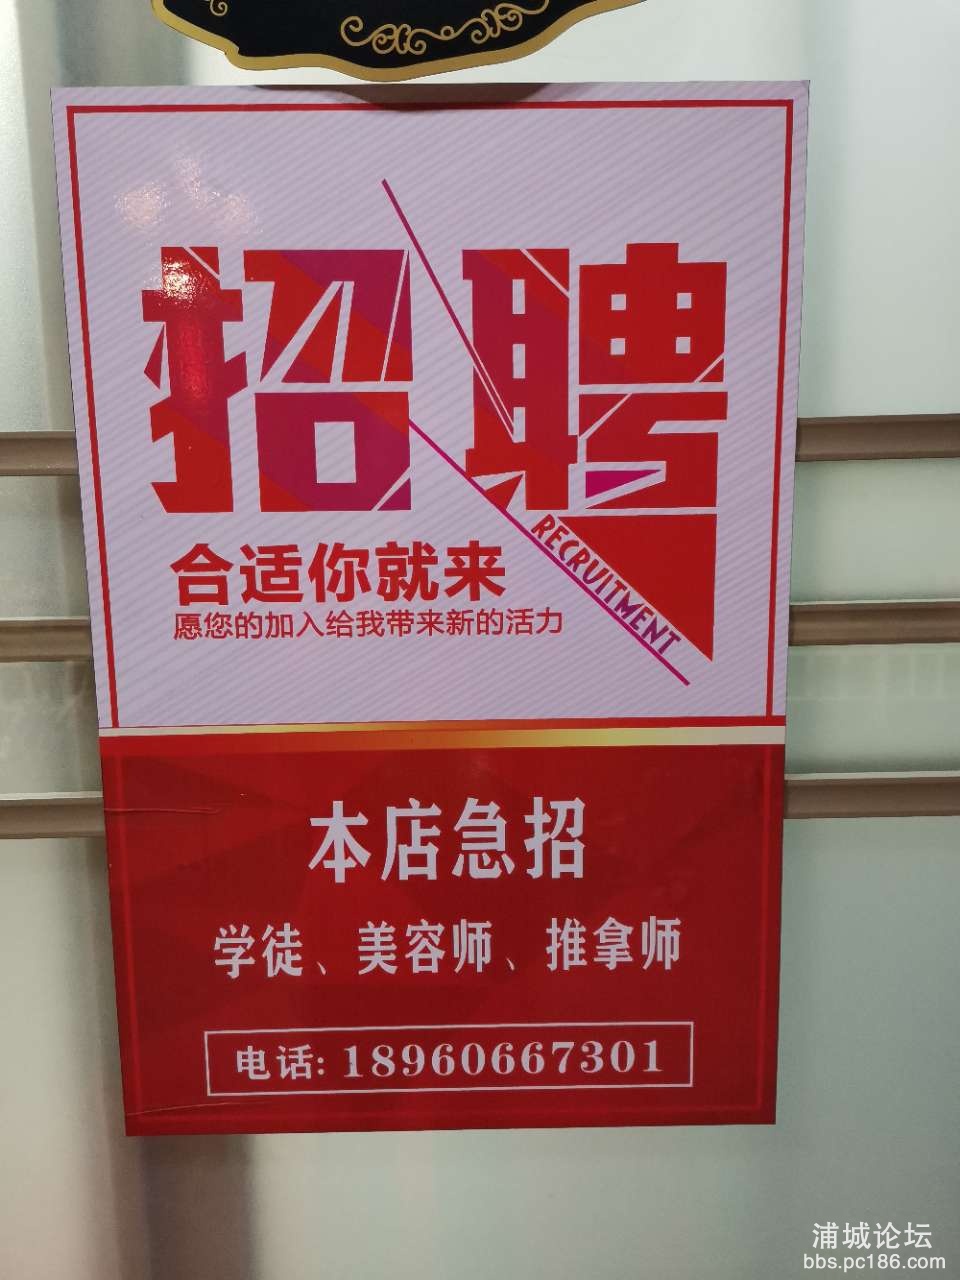 招聘
RECRUITMENT
合适你就来
愿您的加入给我带来新的活力
本店急招
学徒、美容师、推拿师
电话: 18960667301
浦城论坛
bbs.pc186.com